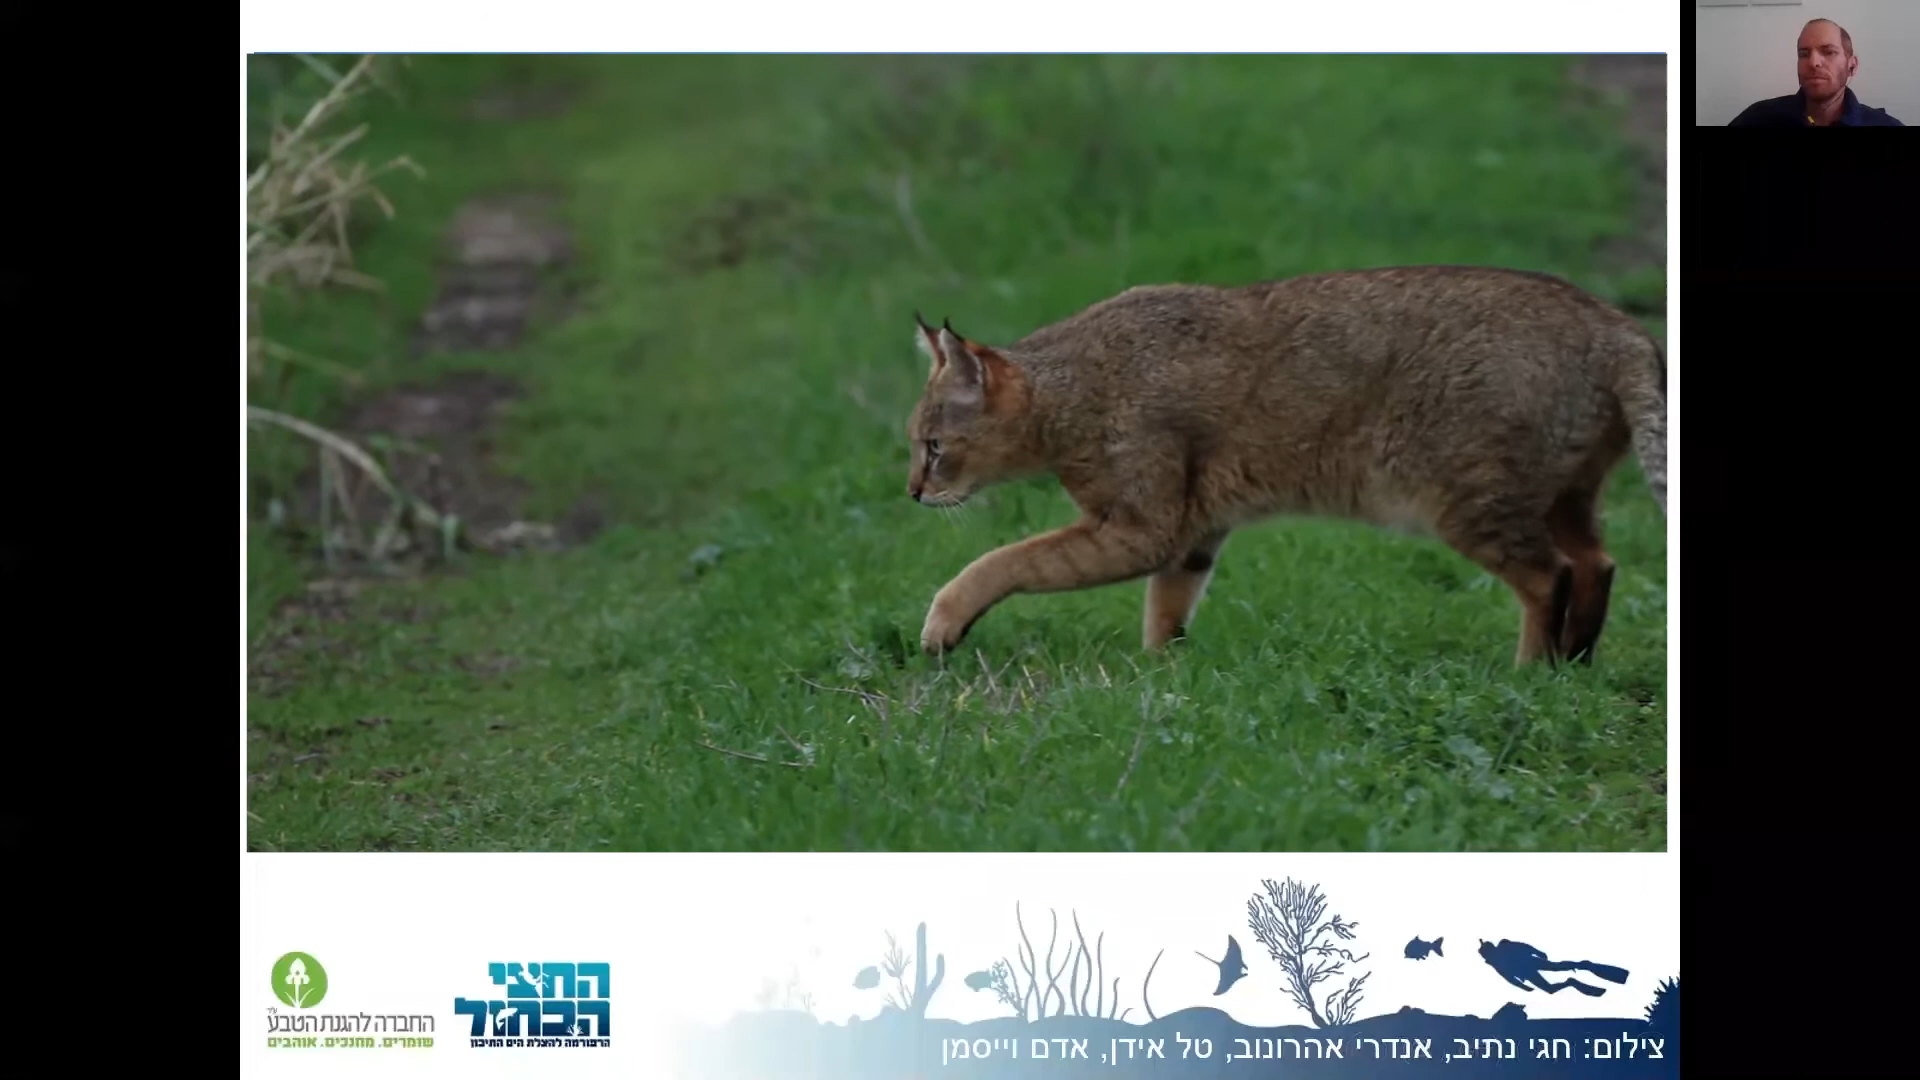 החברה להגנת הטבע
שומרים. מחנכים. אוהבים
החצי
הכחול
הרפורמה להצלת הים התיכון
צילום: חגי נתיב, אנדרי אהרונוב, טל אידן, אדם וייסמן